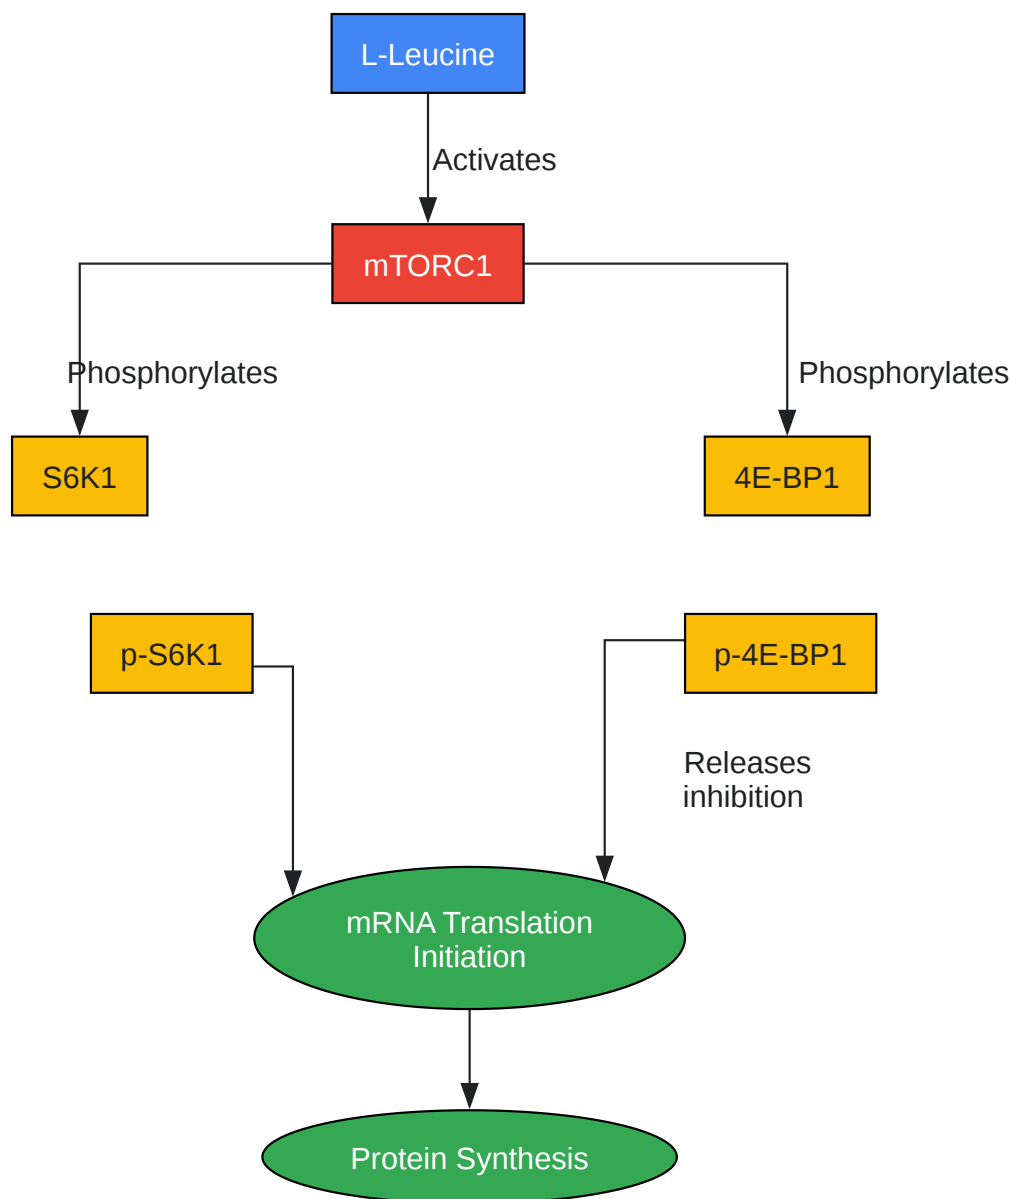 L-Leucine
Activates
mTORC1
Phosphorylates
Phosphorylates
S6K1
4E-BP1
p-S6K1
p-4E-BP1
Releases
inhibition
mRNA Translation
Initiation
Protein Synthesis